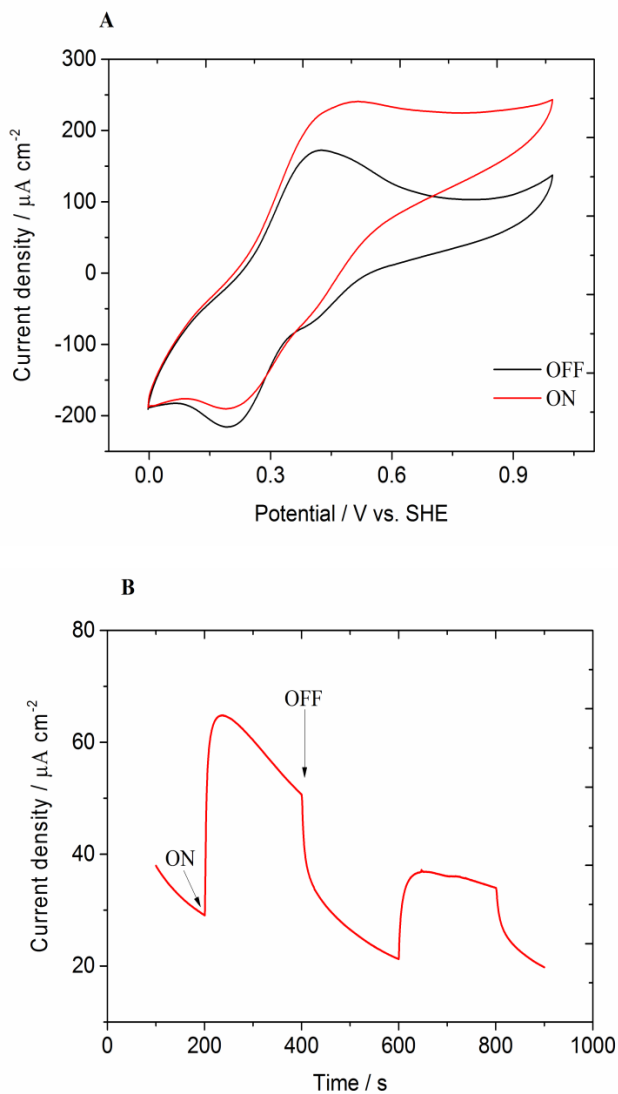 A
300
200
100
0
-100
-200
Current density / μA cm-2
OFF
ON
0.0 0.3 0.6 0.9
Potential / V vs. SHE
B
80
60
40
20
Current density / μA cm-2
OFF
ON
0 200 400 600 800 1000
Time / s